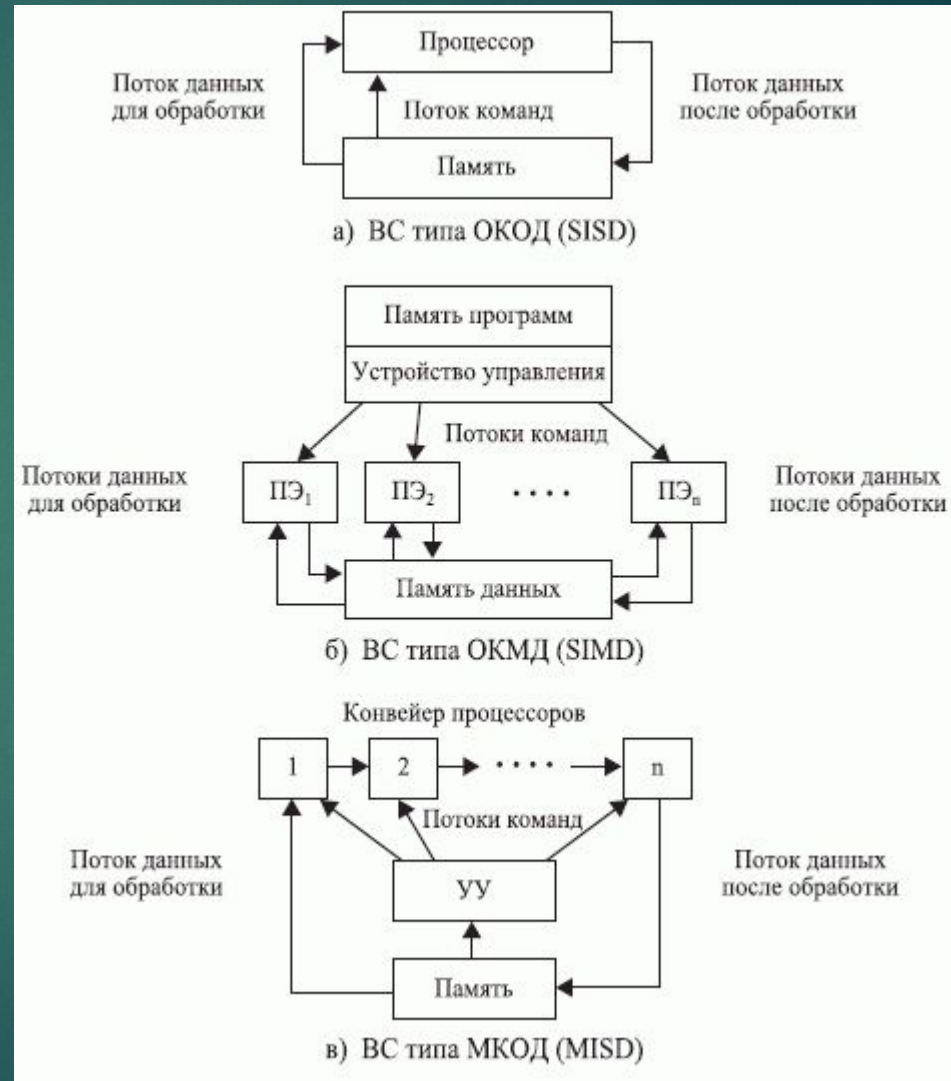 Процессор
Поток данных
для обработки
Поток команд
Поток данных
после обработки
Память
а) ВС типа ОКОД (SISD)
Память программ
Устройство управления
Потоки команд
Потоки данных
для обработки
ПЭ₁
ПЭ₂
. . . .
ПЭₙ
Потоки данных
после обработки
Память данных
б) ВС типа ОКМД (SIMD)
Конвейер процессоров
1
2
. . . .
n
Потоки команд
Поток данных
для обработки
УУ
Поток данных
после обработки
Память
в) ВС типа МКОД (MISD)